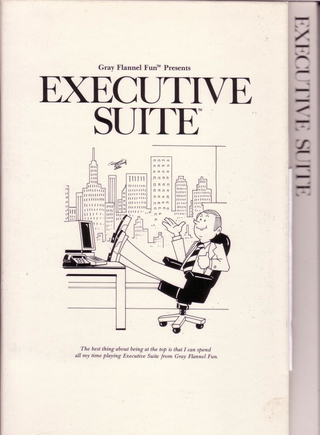 Gray Flannel Fun™ Presents
EXECUTIVE
SUITE™
The best thing about being at the top is that I can spend
all my time playing Executive Suite from Gray Flannel Fun.
EXECUTIVE SUITE